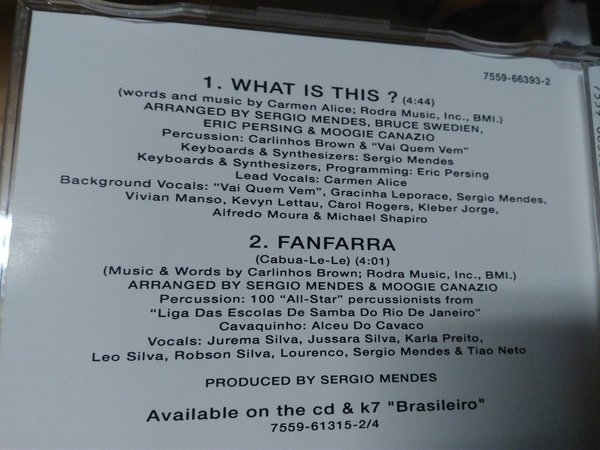 7559-66393-2
1. WHAT IS THIS ? (4:44)
(words and music by Carmen Alice; Rodra Music, Inc., BMI.)
ARRANGED BY SERGIO MENDES, BRUCE SWEDIEN,
ERIC PERSING & MOOGIE CANAZIO
Percussion: Carlinhos Brown & "Vai Quem Vem"
Keyboards & Synthesizers: Sergio Mendes
Keyboards & Synthesizers, Programming: Eric Persing
Lead Vocals: Carmen Alice
Background Vocals: "Vai Quem Vem", Gracinha Leporace, Sergio Mendes,
Vivian Manso, Kevyn Lettau, Carol Rogers, Kleber Jorge,
Alfredo Moura & Michael Shapiro
2. FANFARRA
(Cabua-Le-Le) (4:01)
(Music & Words by Carlinhos Brown; Rodra Music, Inc., BMI.)
ARRANGED BY SERGIO MENDES & MOOGIE CANAZIO
Percussion: 100 "All-Star" percussionists from
"Liga Das Escolas De Samba Do Rio De Janeiro"
Cavaquinho: Alceu Do Cavaco
Vocals: Jurema Silva, Jussara Silva, Karla Preito,
Leo Silva, Robson Silva, Lourenco, Sergio Mendes & Tiao Neto
PRODUCED BY SERGIO MENDES
Available on the cd & k7 "Brasileiro"
7559-61315-2/4